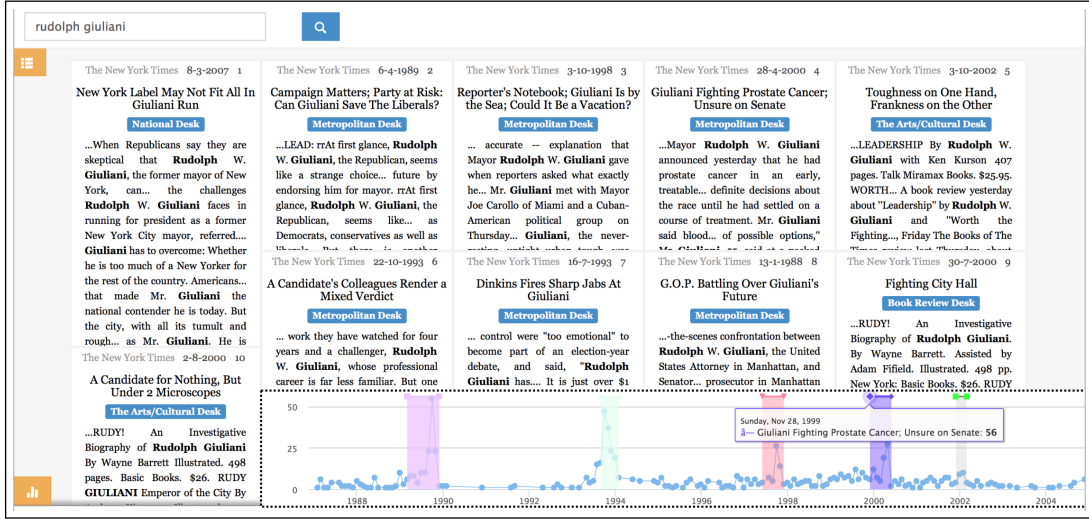 rudolph giuliani
The New York Times 8-3-2007 1
New York Label May Not Fit All In
Giuliani Run
National Desk
...When Republicans say they are
skeptical that Rudolph W.
Giuliani, the former mayor of New
York, can... the challenges
Rudolph W. Giuliani faces in
running for president as a former
New York City mayor, referred....
Giuliani has to overcome: Whether
he is too much of a New Yorker for
the rest of the country. Americans...
that made Mr. Giuliani the
national contender he is today. But
the city, with all its tumult and
rough... as Mr. Giuliani. He is
The New York Times 6-4-1989 2
Campaign Matters; Party at Risk:
Can Giuliani Save The Liberals?
Metropolitan Desk
...LEAD: rrAt first glance, Rudolph
W. Giuliani, the Republican, seems
like a strange choice... future by
endorsing him for mayor. rrAt first
glance, Rudolph W. Giuliani, the
Republican, seems like... as
Democrats, conservatives as well as
The New York Times 3-10-1998 3
Reporter's Notebook; Giuliani Is by
the Sea; Could It Be a Vacation?
Metropolitan Desk
... accurate -- explanation that
Mayor Rudolph W. Giuliani gave
when reporters asked what exactly
he... Mr. Giuliani met with Mayor
Joe Carollo of Miami and a Cuban-
American political group on
Thursday... Giuliani, the never-
The New York Times 28-4-2000 4
Giuliani Fighting Prostate Cancer;
Unsure on Senate
Metropolitan Desk
...Mayor Rudolph W. Giuliani
announced yesterday that he had
prostate cancer in an early,
treatable... definite decisions about
the race until he had settled on a
course of treatment. Mr. Giuliani
said blood... of possible options,"
The New York Times 3-10-2002 5
Toughness on One Hand,
Frankness on the Other
The Arts/Cultural Desk
...LEADERSHIP By Rudolph W.
Giuliani with Ken Kurson 407
pages. Talk Miramax Books. $25.95.
WORTH... A book review yesterday
about "Leadership" by Rudolph W.
Giuliani and "Worth the
Fighting..., Friday The Books of The
The New York Times 22-10-1993 6
A Candidate's Colleagues Render a
Mixed Verdict
Metropolitan Desk
... work they have watched for four
years and a challenger, Rudolph
W. Giuliani, whose professional
career is far less familiar. But one
The New York Times 16-7-1993 7
Dinkins Fires Sharp Jabs At
Giuliani
Metropolitan Desk
... control were "too emotional" to
become part of an election-year
debate, and said, "Rudolph
Giuliani has.... It is just over $1
The New York Times 13-1-1988 8
G.O.P. Battling Over Giuliani's
Future
Metropolitan Desk
...-the-scenes confrontation between
Rudolph W. Giuliani, the United
States Attorney in Manhattan, and
Senator... prosecutor in Manhattan
The New York Times 30-7-2000 9
Fighting City Hall
Book Review Desk
...RUDY! An Investigative
Biography of Rudolph Giuliani.
By Wayne Barrett. Assisted by
Adam Fifield. Illustrated. 498 pp.
New York: Basic Books. $26. RUDY
The New York Times 2-8-2000 10
A Candidate for Nothing, But
Under 2 Microscopes
The Arts/Cultural Desk
...RUDY! An Investigative
Biography of Rudolph Giuliani
By Wayne Barrett Illustrated. 498
pages. Basic Books. $26. RUDY
GIULIANI Emperor of the City By
50
25
0
Sunday, Nov 28, 1999
â— Giuliani Fighting Prostate Cancer; Unsure on Senate: 56
1988 1990 1992 1994 1996 1998 2000 2002 2004